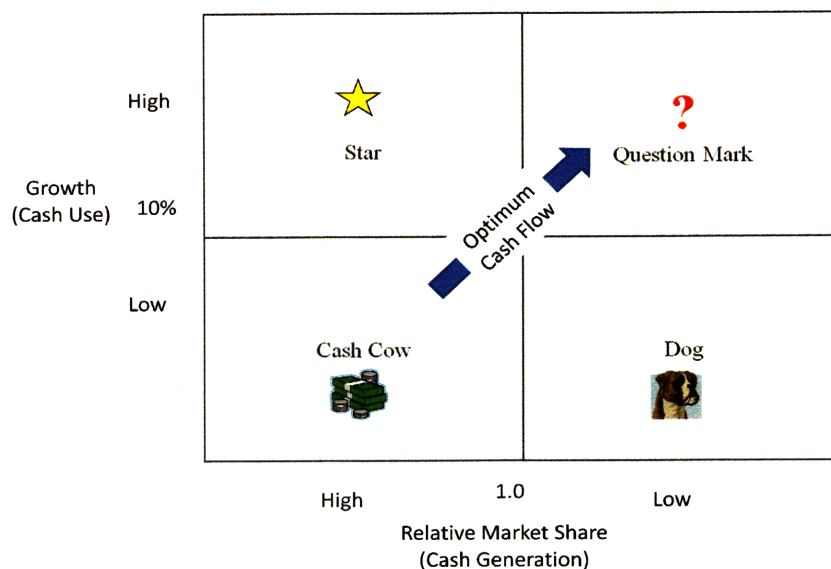 High
?
Star
Question Mark
Growth
(Cash Use)
10%
Optimum
Cash Flow
Low
Cash Cow
Dog
High
1.0
Low
Relative Market Share
(Cash Generation)